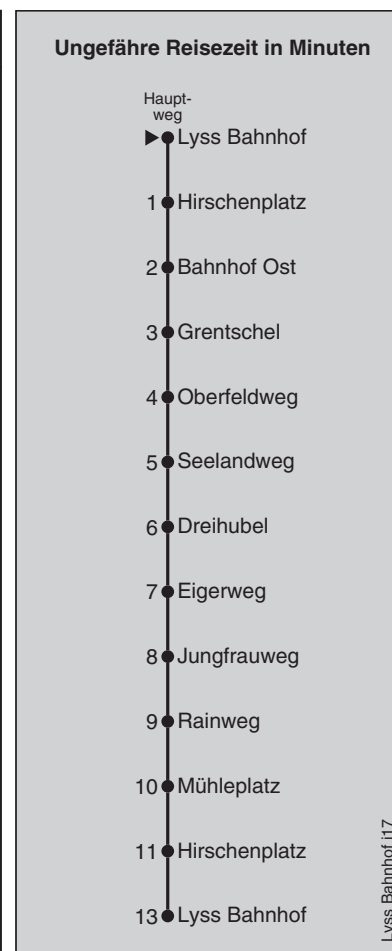 Ungefähre Reisezeit in Minuten
Haupt-
weg
Lyss Bahnhof
1 Hirschenplatz
2 Bahnhof Ost
3 Grentschel
4 Oberfeldweg
5 Seelandweg
6 Dreihubel
7 Eigerweg
8 Jungfrauweg
9 Rainweg
10 Mühleplatz
11 Hirschenplatz
13 Lyss Bahnhof
Lyss Bahnhof j17